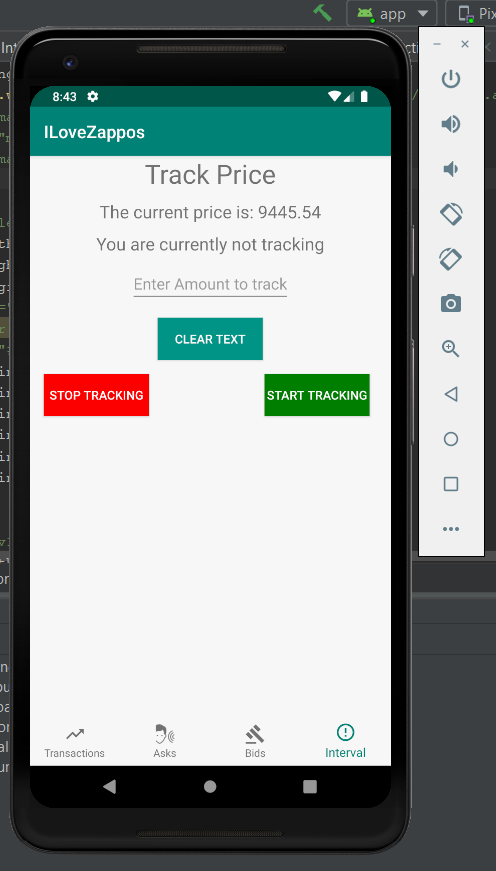 app
Pix
8:43
ILoveZappos
Track Price
The current price is: 9445.54
You are currently not tracking
Enter Amount to track
CLEAR TEXT
STOP TRACKING
START TRACKING
Transactions
Asks
Bids
Interval